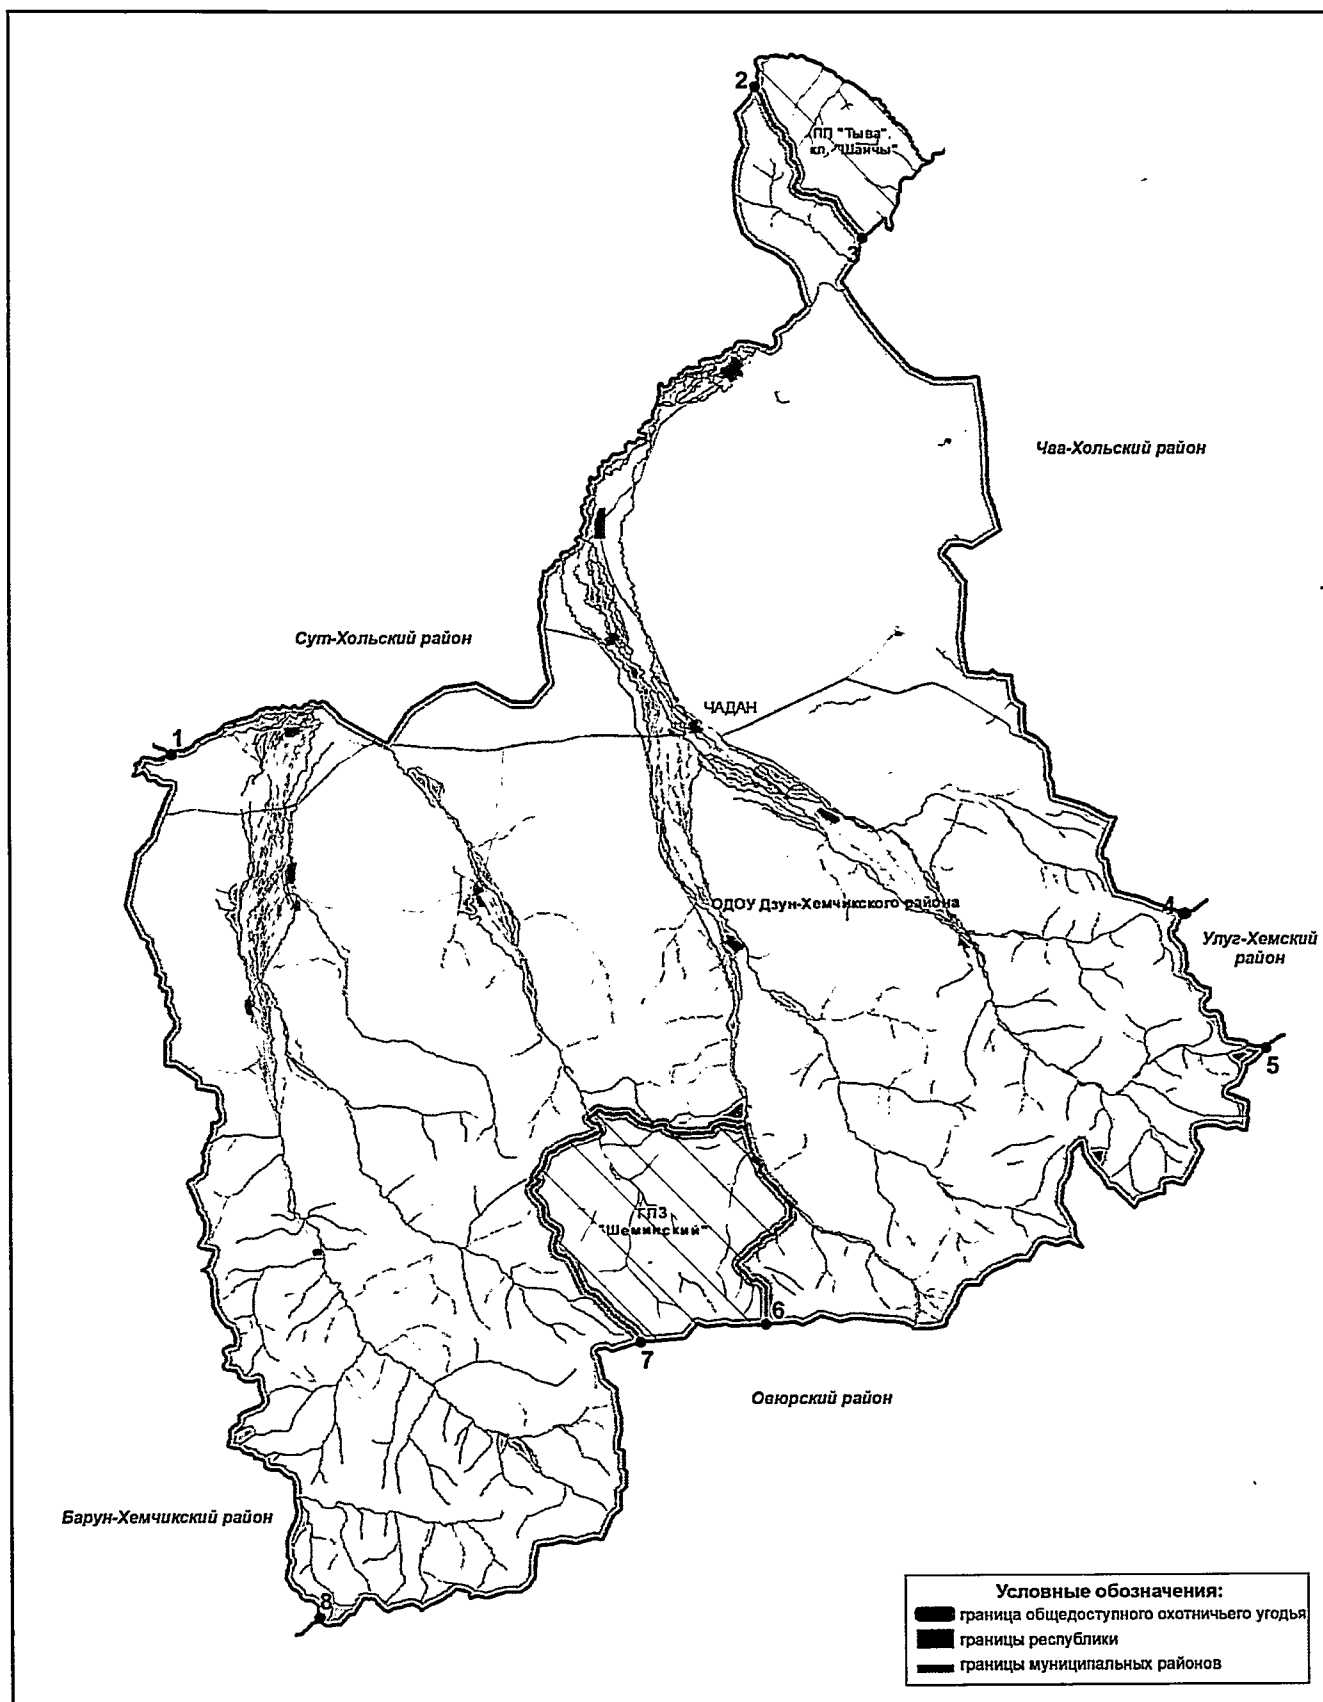 2
ПП "Тыва".
кл. "Шанчы"
3
Чаа-Хольский район
Сут-Хольский район
ЧАДАН
1
ОДОУ Дзун-Хемчикского района
4
Улуг-Хемский
район
5
ГПЗ
"Шеминский"
6
7
Овюрский район
Барун-Хемчикский район
8
Условные обозначения:
граница общедоступного охотничьего угодья
границы республики
границы муниципальных районов